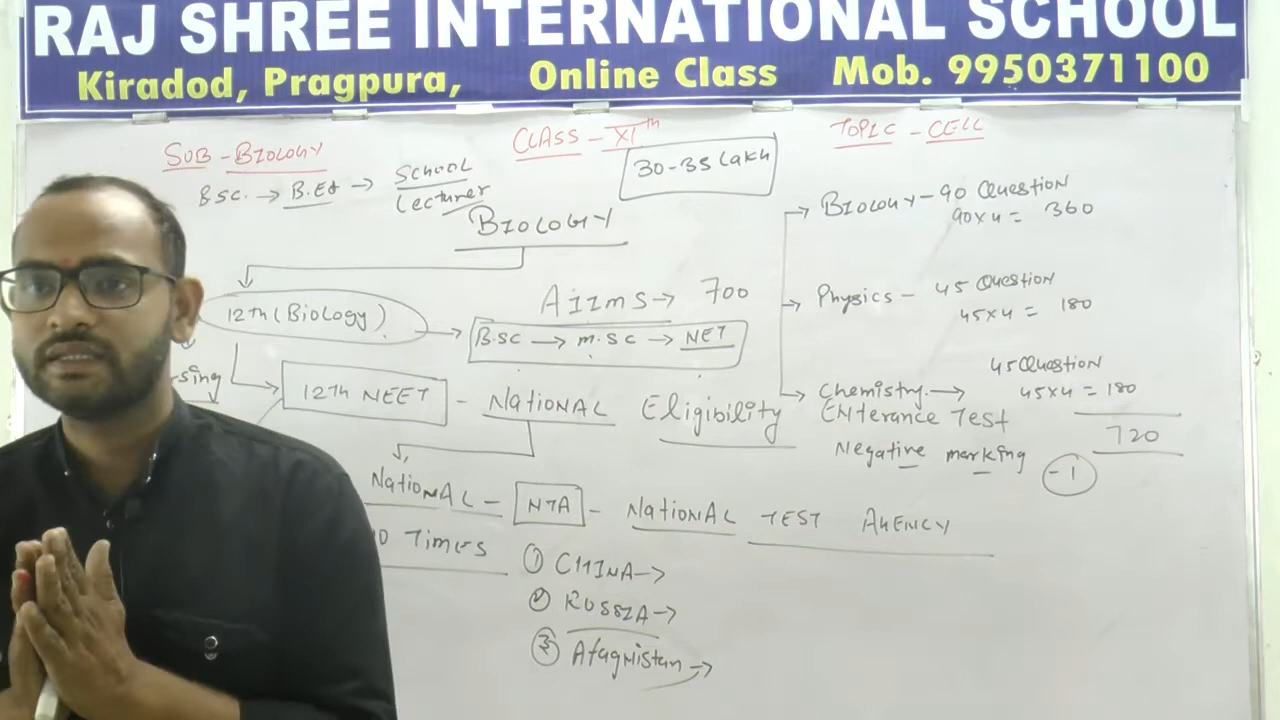 RAJ SHREE INTERNATIONAL SCHOOL
Kiradod, Pragpura, Online Class Mob. 9950371100
SUB - BIOLOGY
CLASS - XIth
TOPIC - CELL
BSC. → B.Ed → SCHOOL
Lecturer
30-35 Lakh
BIOLOGY
Biology - 90 Question
90x4 = 360
12th (Biology)
AiimS → 700
B.SC → M.SC → NET
Physics - 45 Question
45x4 = 180
rsing
12Th NEET - NATIONAL Eligibility
Chemistry. → 45 Question
45x4 = 180
ENterance Test
720
Negative marking
-1
NATIONAL = NTA - NATIONAL TEST AGENCY
10 Times
① CHINA →
② RUSSIA →
③ Afagnistan →